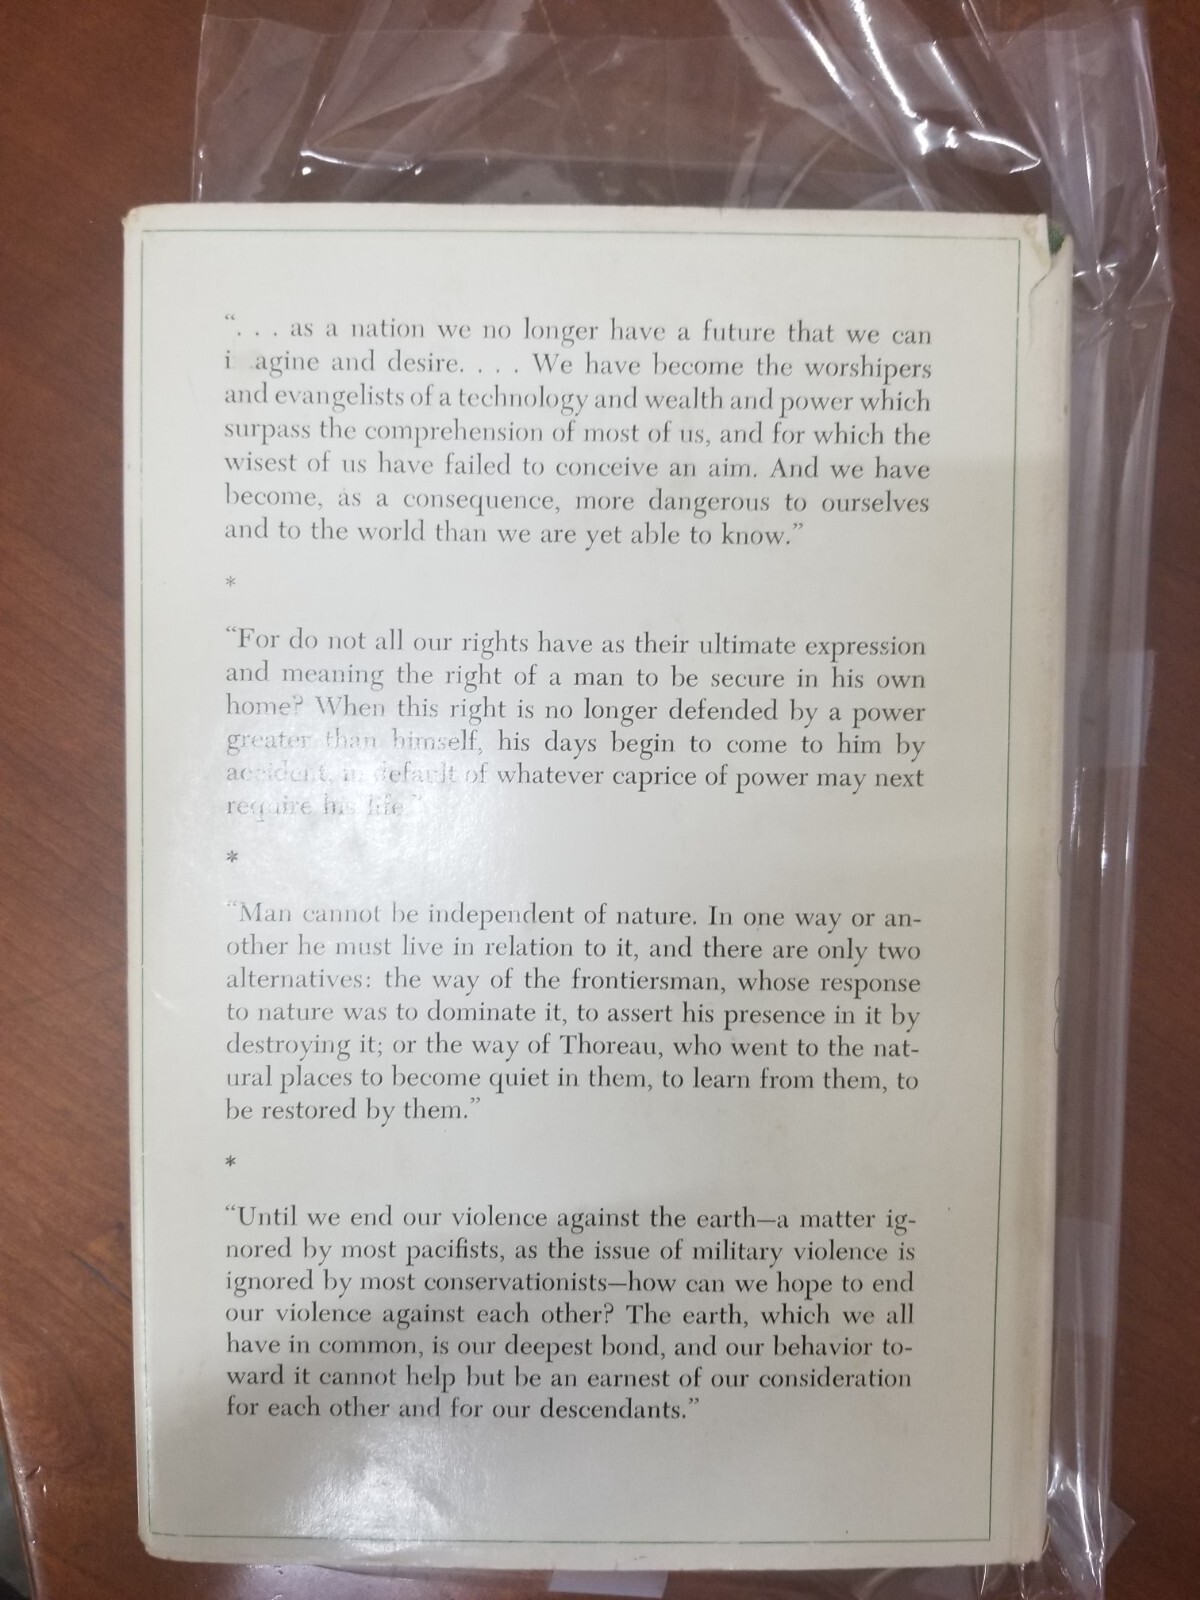 “. . . as a nation we no longer have a future that we can
i agine and desire. . . . We have become the worshipers
and evangelists of a technology and wealth and power which
surpass the comprehension of most of us, and for which the
wisest of us have failed to conceive an aim. And we have
become, as a consequence, more dangerous to ourselves
and to the world than we are yet able to know.”
*
“For do not all our rights have as their ultimate expression
and meaning the right of a man to be secure in his own
home? When this right is no longer defended by a power
greater than himself, his days begin to come to him by
accident, in default of whatever caprice of power may next
require his life.”
*
“Man cannot be independent of nature. In one way or an-
other he must live in relation to it, and there are only two
alternatives: the way of the frontiersman, whose response
to nature was to dominate it, to assert his presence in it by
destroying it; or the way of Thoreau, who went to the nat-
ural places to become quiet in them, to learn from them, to
be restored by them.”
*
“Until we end our violence against the earth—a matter ig-
nored by most pacifists, as the issue of military violence is
ignored by most conservationists—how can we hope to end
our violence against each other? The earth, which we all
have in common, is our deepest bond, and our behavior to-
ward it cannot help but be an earnest of our consideration
for each other and for our descendants.”